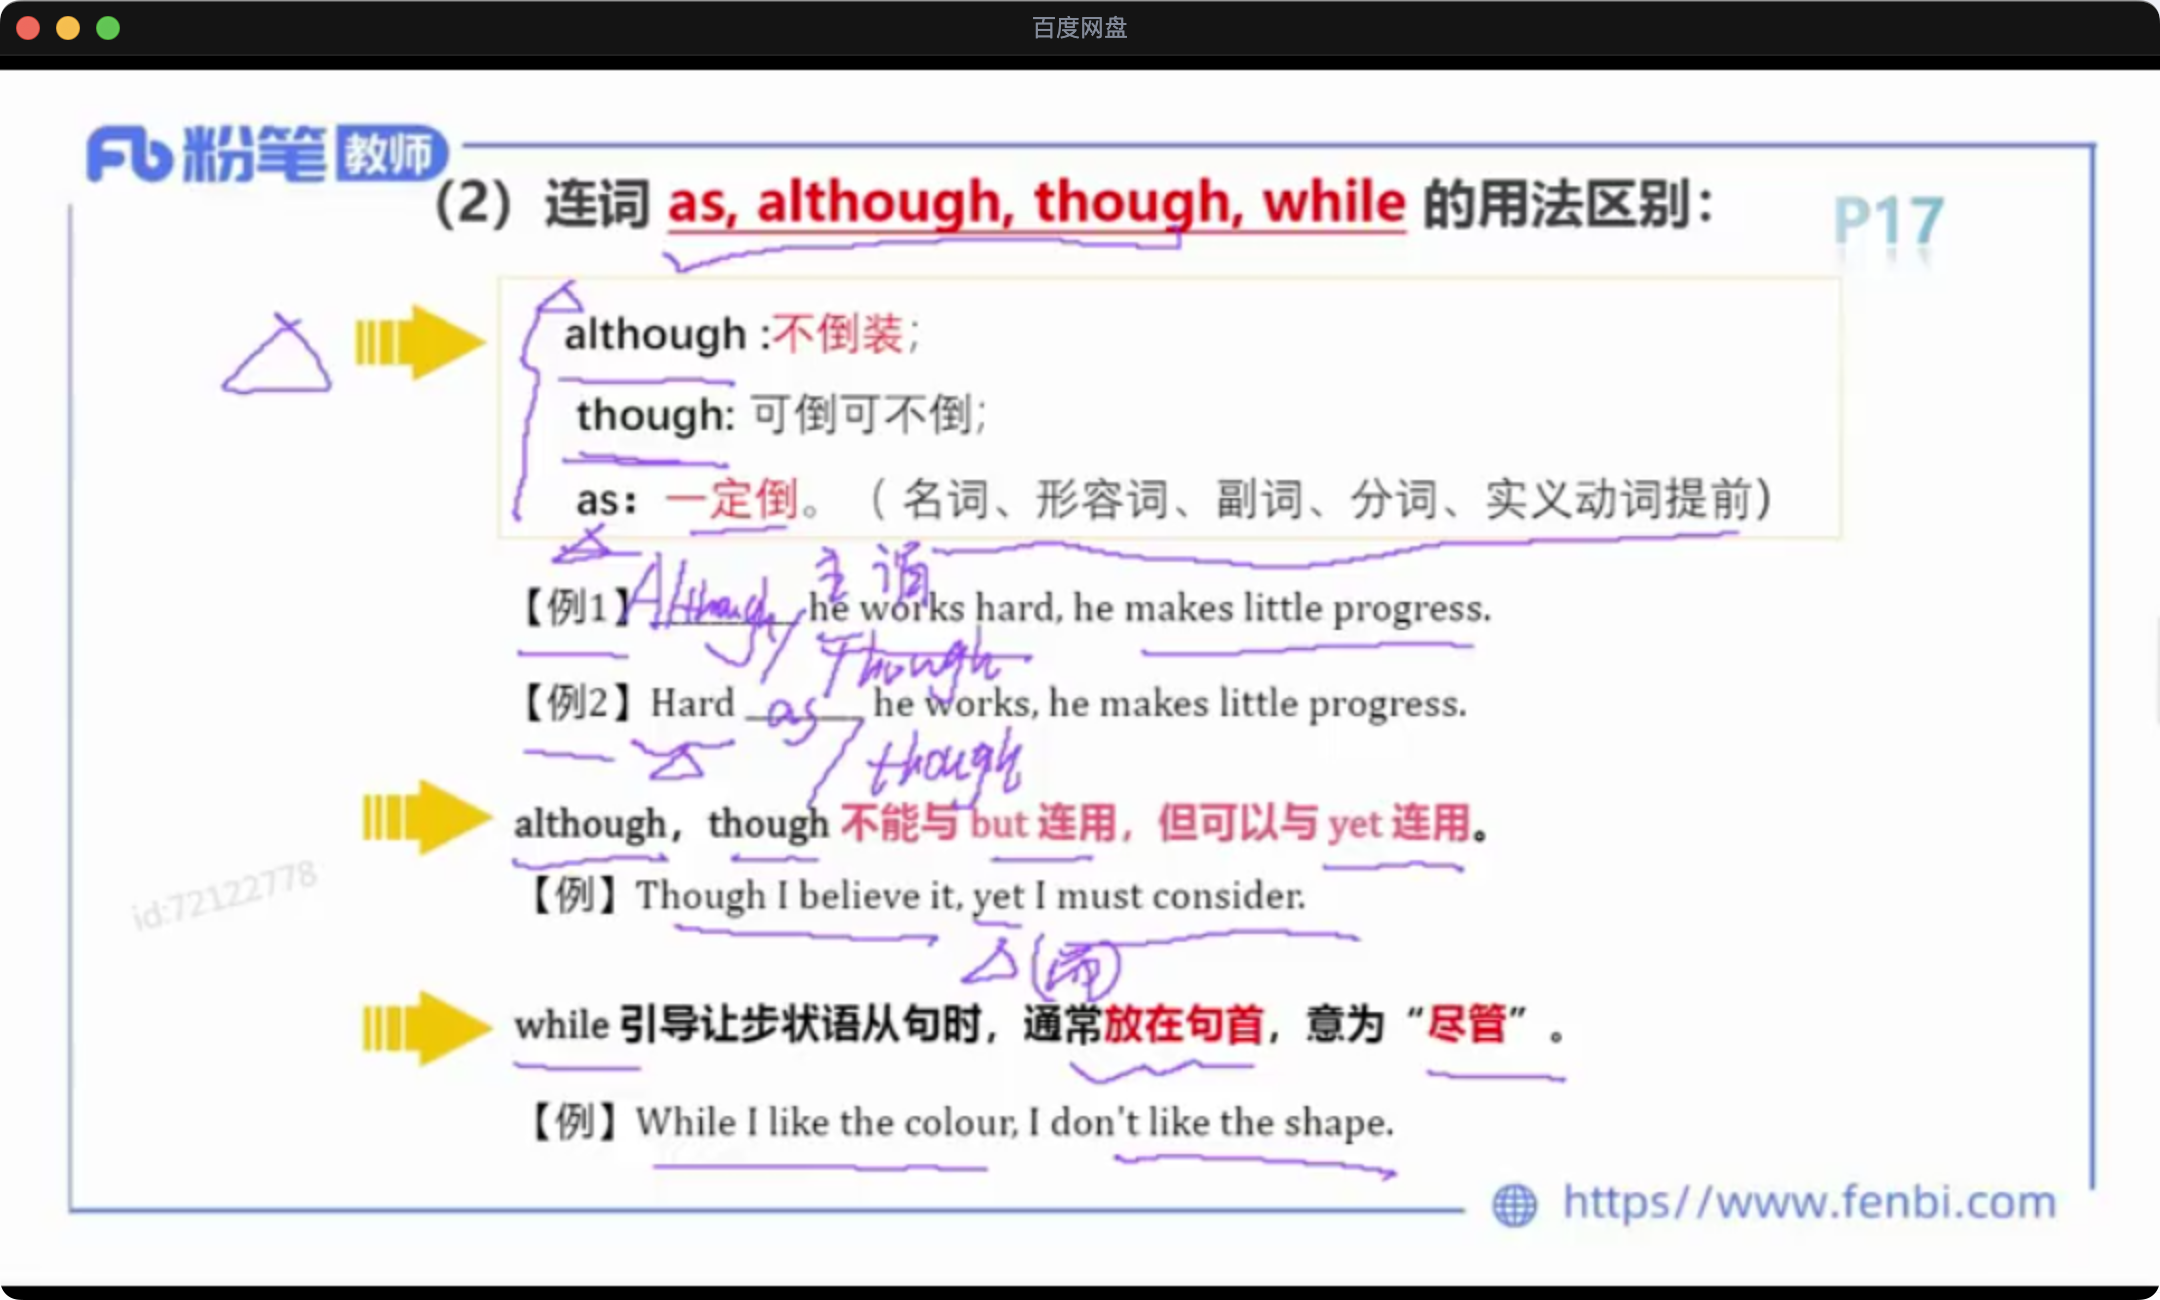 百度网盘
粉笔 教师
(2) 连词 as, although, though, while 的用法区别：
P17
although :不倒装；
though: 可倒可不倒；
as：一定倒。（ 名词、形容词、副词、分词、实义动词提前）
主 谓
【例1】Although he works hard, he makes little progress.
Though
【例2】Hard as he works, he makes little progress.
though
although，though 不能与 but 连用，但可以与 yet 连用。
【例】Though I believe it, yet I must consider.
id:72122778
while 引导让步状语从句时，通常放在句首，意为“尽管”。
【例】While I like the colour, I don't like the shape.
https//www.fenbi.com